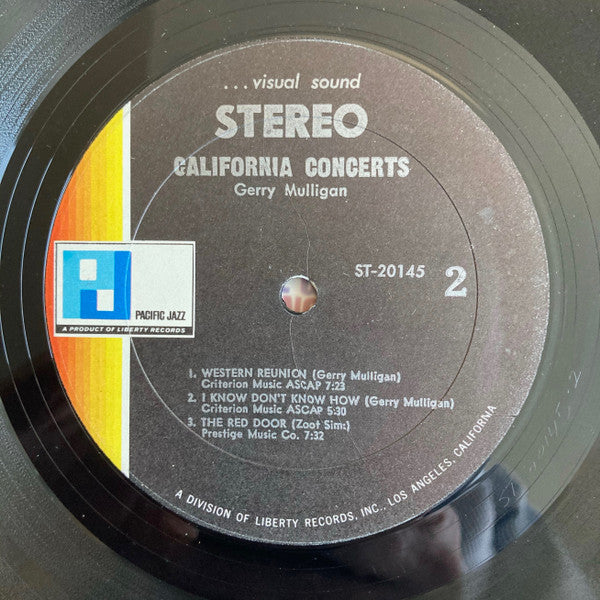 ...visual sound
STEREO
CALIFORNIA CONCERTS
Gerry Mulligan
ST-20145 2
PJ
PACIFIC JAZZ
A PRODUCT OF LIBERTY RECORDS
1. WESTERN REUNION (Gerry Mulligan)
Criterion Music ASCAP 7:23
2. I KNOW DON'T KNOW HOW (Gerry Mulligan)
Criterion Music ASCAP 5:30
3. THE RED DOOR (Zoot Sims)
Prestige Music Co. 7:32
A DIVISION OF LIBERTY RECORDS, INC., LOS ANGELES, CALIFORNIA